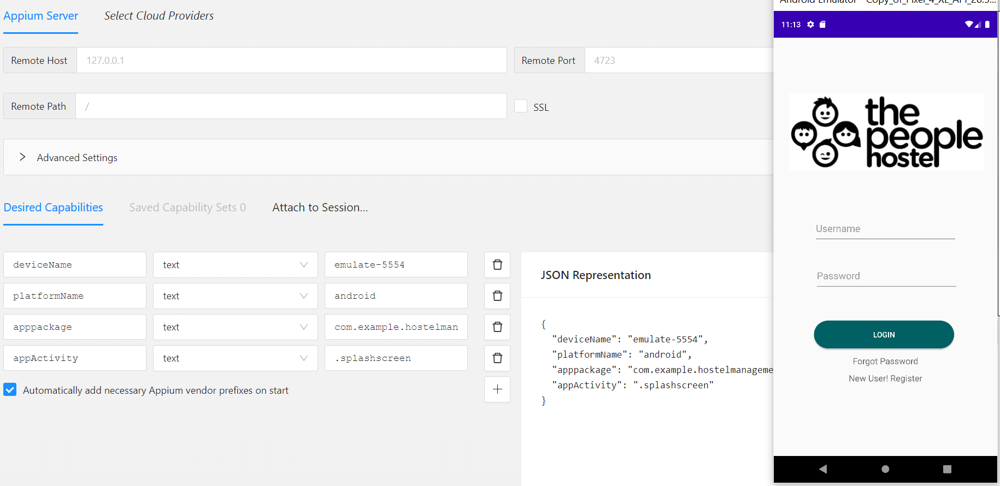 Appium Server Select Cloud Providers
Remote Host 127.0.0.1 Remote Port 4723
Remote Path / SSL
Advanced Settings
Desired Capabilities Saved Capability Sets 0 Attach to Session...
deviceName text emulate-5554
platformName text android
apppackage text com.example.hostelman
appActivity text .splashscreen
Automatically add necessary Appium vendor prefixes on start
JSON Representation
{
"deviceName": "emulate-5554",
"platformName": "android",
"apppackage": "com.example.hostelmanageme
"appActivity": ".splashscreen"
}
Android Emulator - Copy_of_Pixel_4_XL_API_28:5...
11:13
the
people
hostel
Username
Password
LOGIN
Forgot Password
New User! Register